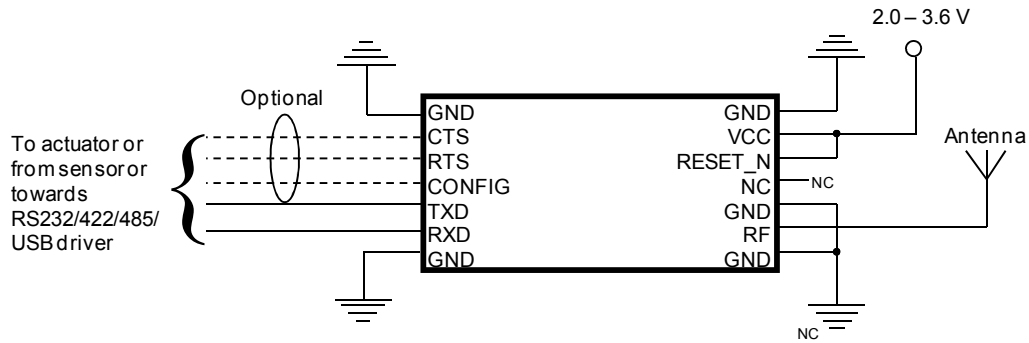 2.0 – 3.6 V
Optional
Antenna
To actuator or
from sensor or
towards
RS232/422/485/
USB driver
GND
CTS
RTS
CONFIG
TXD
RXD
GND
GND
VCC
RESET_N
NC
GND
RF
GND
NC
NC